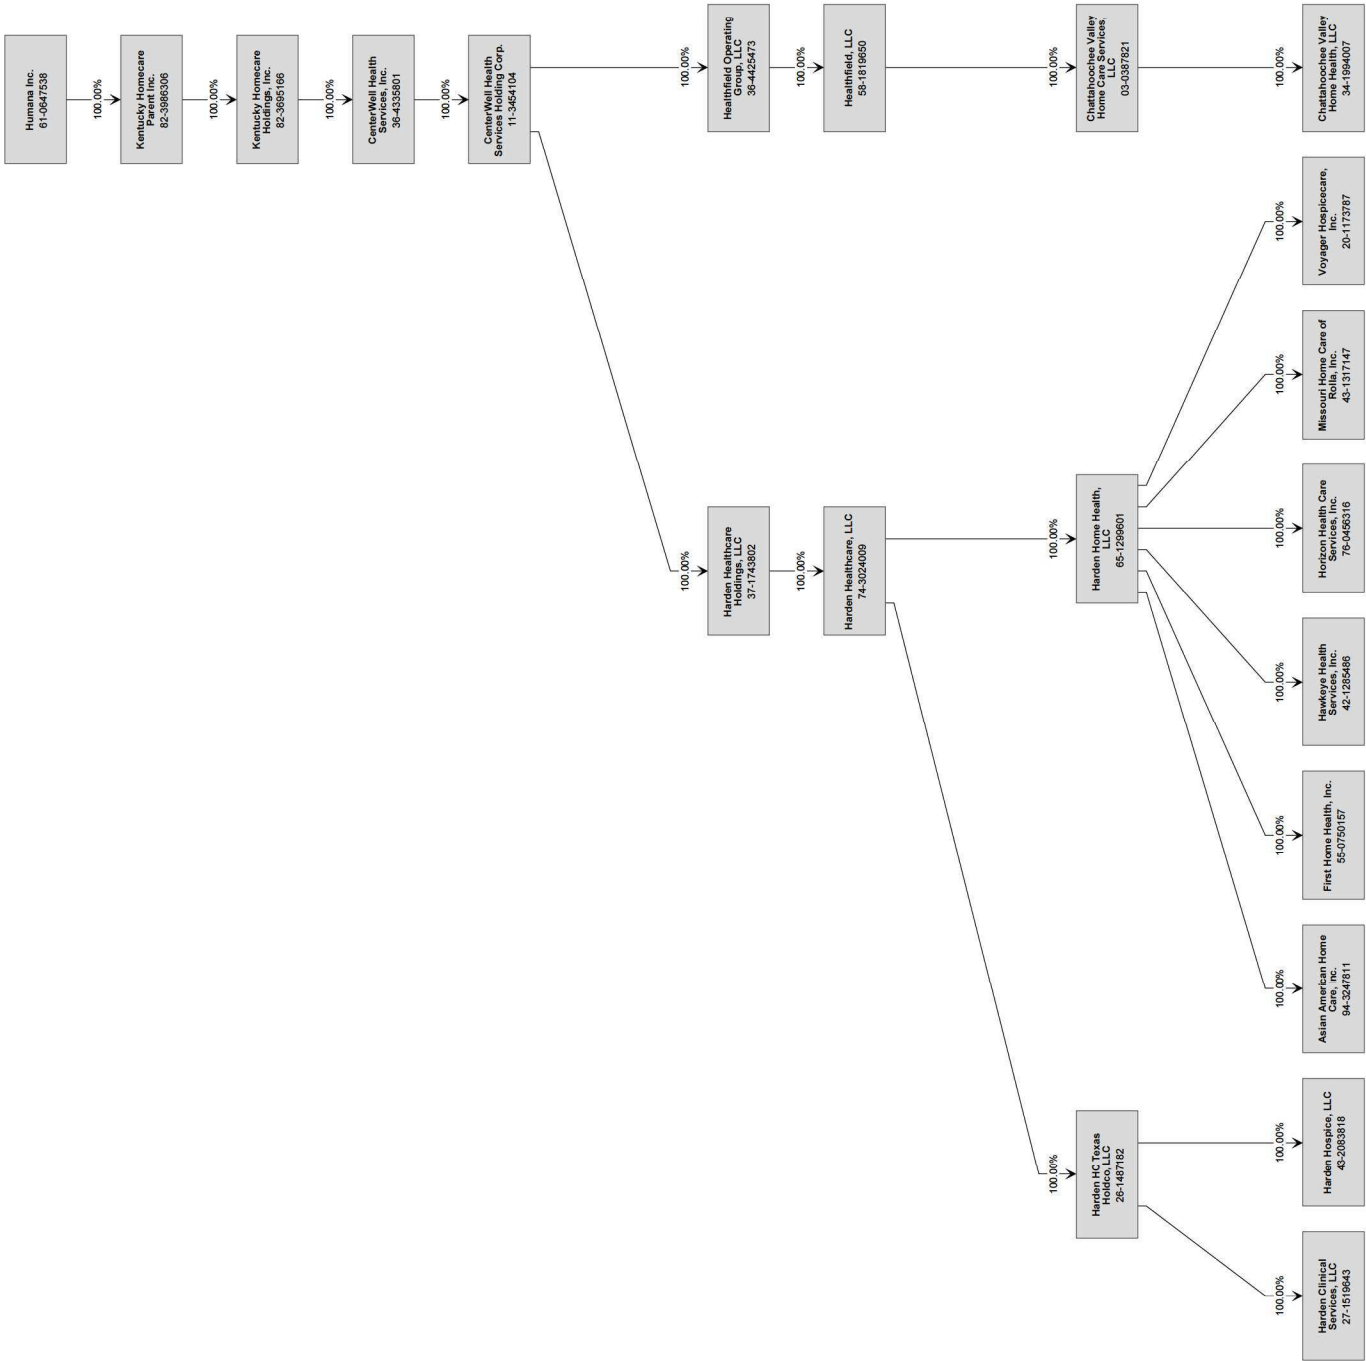 Humana Inc.
61-0647538
100.00%
Kentucky Homecare
Parent Inc.
82-3986306
100.00%
Kentucky Homecare
Holdings, Inc.
82-3695166
100.00%
CenterWell Health
Services, Inc.
36-4335801
100.00%
CenterWell Health
Services Holding Corp.
11-3454104
100.00%
Harden Healthcare
Holdings, LLC
37-1743802
100.00%
Healthfield Operating
Group, LLC
36-4425473
100.00%
Harden Healthcare, LLC
74-3024009
100.00%
Healthfield, LLC
58-1819650
100.00%
Harden HC Texas
Holdco, LLC
26-1487182
100.00%
Harden Home Health,
LLC
65-1299601
100.00%
Chattahoochee Valley
Home Care Services,
LLC
03-0387821
100.00%
Harden Clinical
Services, LLC
27-1519643
100.00%
Harden Hospice, LLC
43-2083818
100.00%
Asian American Home
Care, Inc.
94-3247811
100.00%
First Home Health, Inc.
55-0750157
100.00%
Hawkeye Health
Services, Inc.
42-1285486
100.00%
Horizon Health Care
Services, Inc.
76-0456316
100.00%
Missouri Home Care of
Rolla, Inc.
43-1317147
100.00%
Voyager Hospicecare,
Inc.
20-1173787
100.00%
Chattahoochee Valley
Home Health, LLC
34-1994007